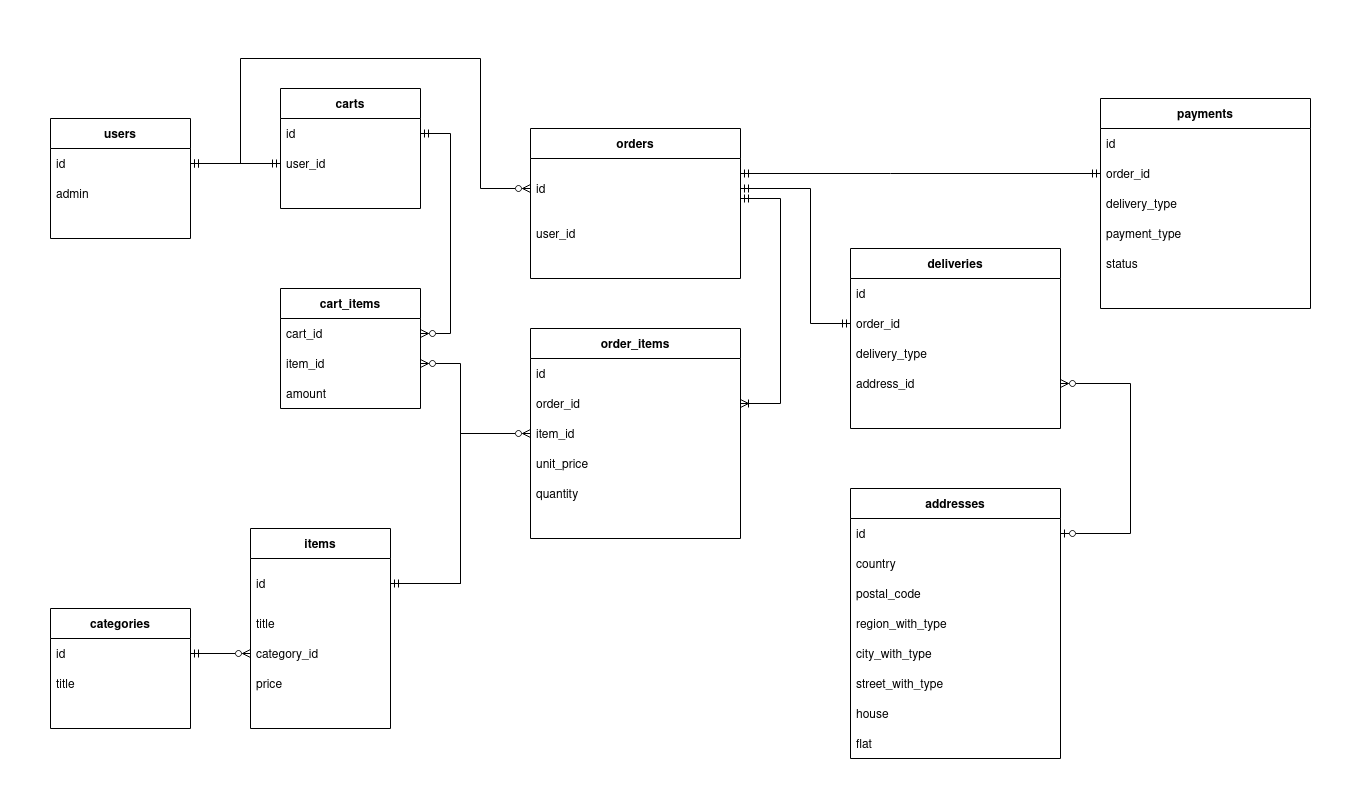 users
id
admin
carts
id
user_id
orders
id
user_id
payments
id
order_id
delivery_type
payment_type
status
cart_items
cart_id
item_id
amount
order_items
id
order_id
item_id
unit_price
quantity
deliveries
id
order_id
delivery_type
address_id
categories
id
title
items
id
title
category_id
price
addresses
id
country
postal_code
region_with_type
city_with_type
street_with_type
house
flat